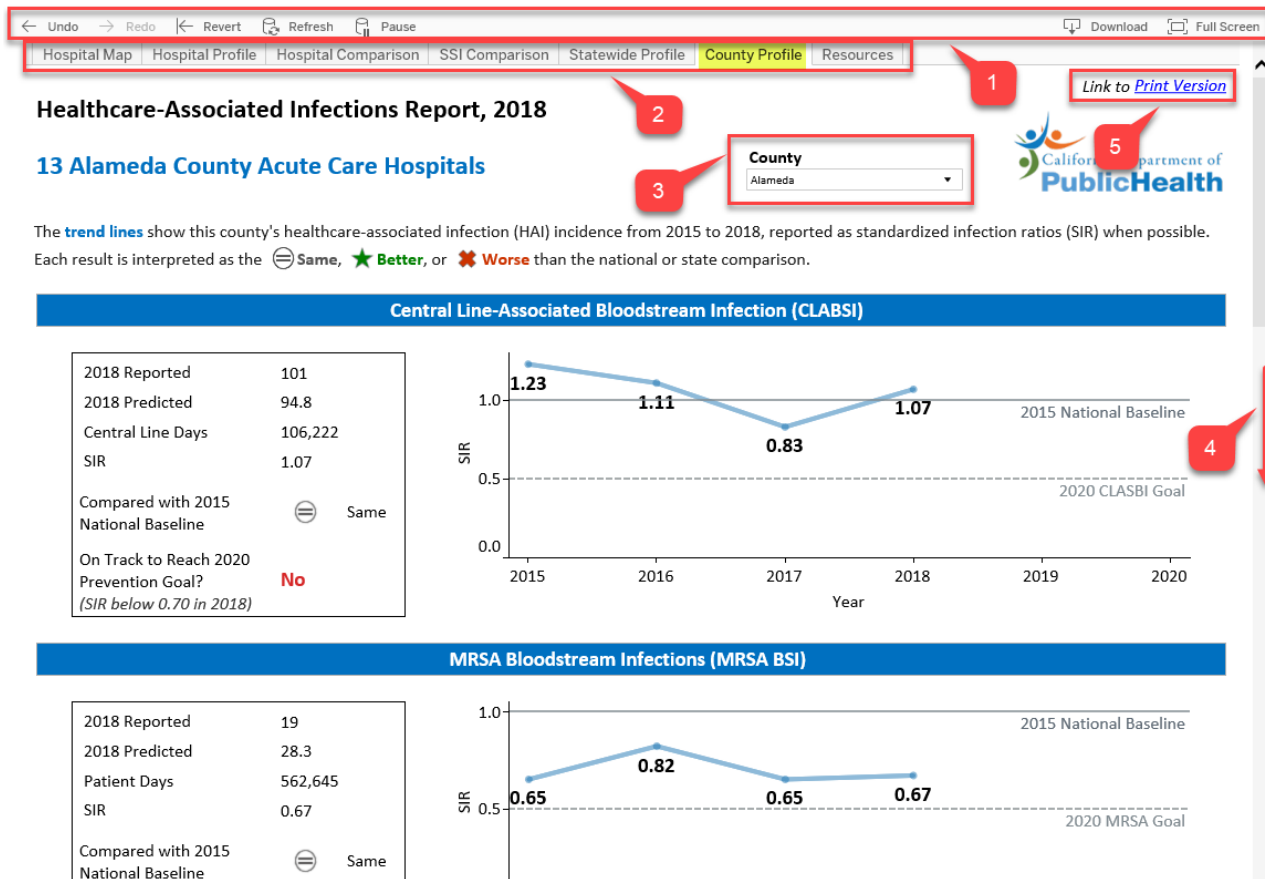 Undo Redo Revert Refresh Pause Download Full Screen
Hospital Map Hospital Profile Hospital Comparison SSI Comparison Statewide Profile County Profile Resources
1
2
Link to Print Version
5
Healthcare-Associated Infections Report, 2018
13 Alameda County Acute Care Hospitals
3
County
Alameda
Department of
PublicHealth
The trend lines show this county's healthcare-associated infection (HAI) incidence from 2015 to 2018, reported as standardized infection ratios (SIR) when possible.
Each result is interpreted as the Same, Better, or Worse than the national or state comparison.
Central Line-Associated Bloodstream Infection (CLABSI)
2018 Reported 101
2018 Predicted 94.8
Central Line Days 106,222
SIR 1.07
Compared with 2015
National Baseline
Same
On Track to Reach 2020
Prevention Goal?
No
(SIR below 0.70 in 2018)
SIR
1.0
0.5
0.0
1.23
1.11
0.83
1.07
2015 National Baseline
2020 CLASBI Goal
2015 2016 2017 2018 2019 2020
Year
4
MRSA Bloodstream Infections (MRSA BSI)
2018 Reported 19
2018 Predicted 28.3
Patient Days 562,645
SIR 0.67
Compared with 2015
National Baseline
Same
SIR
1.0
0.5
0.65
0.82
0.65
0.67
2015 National Baseline
2020 MRSA Goal